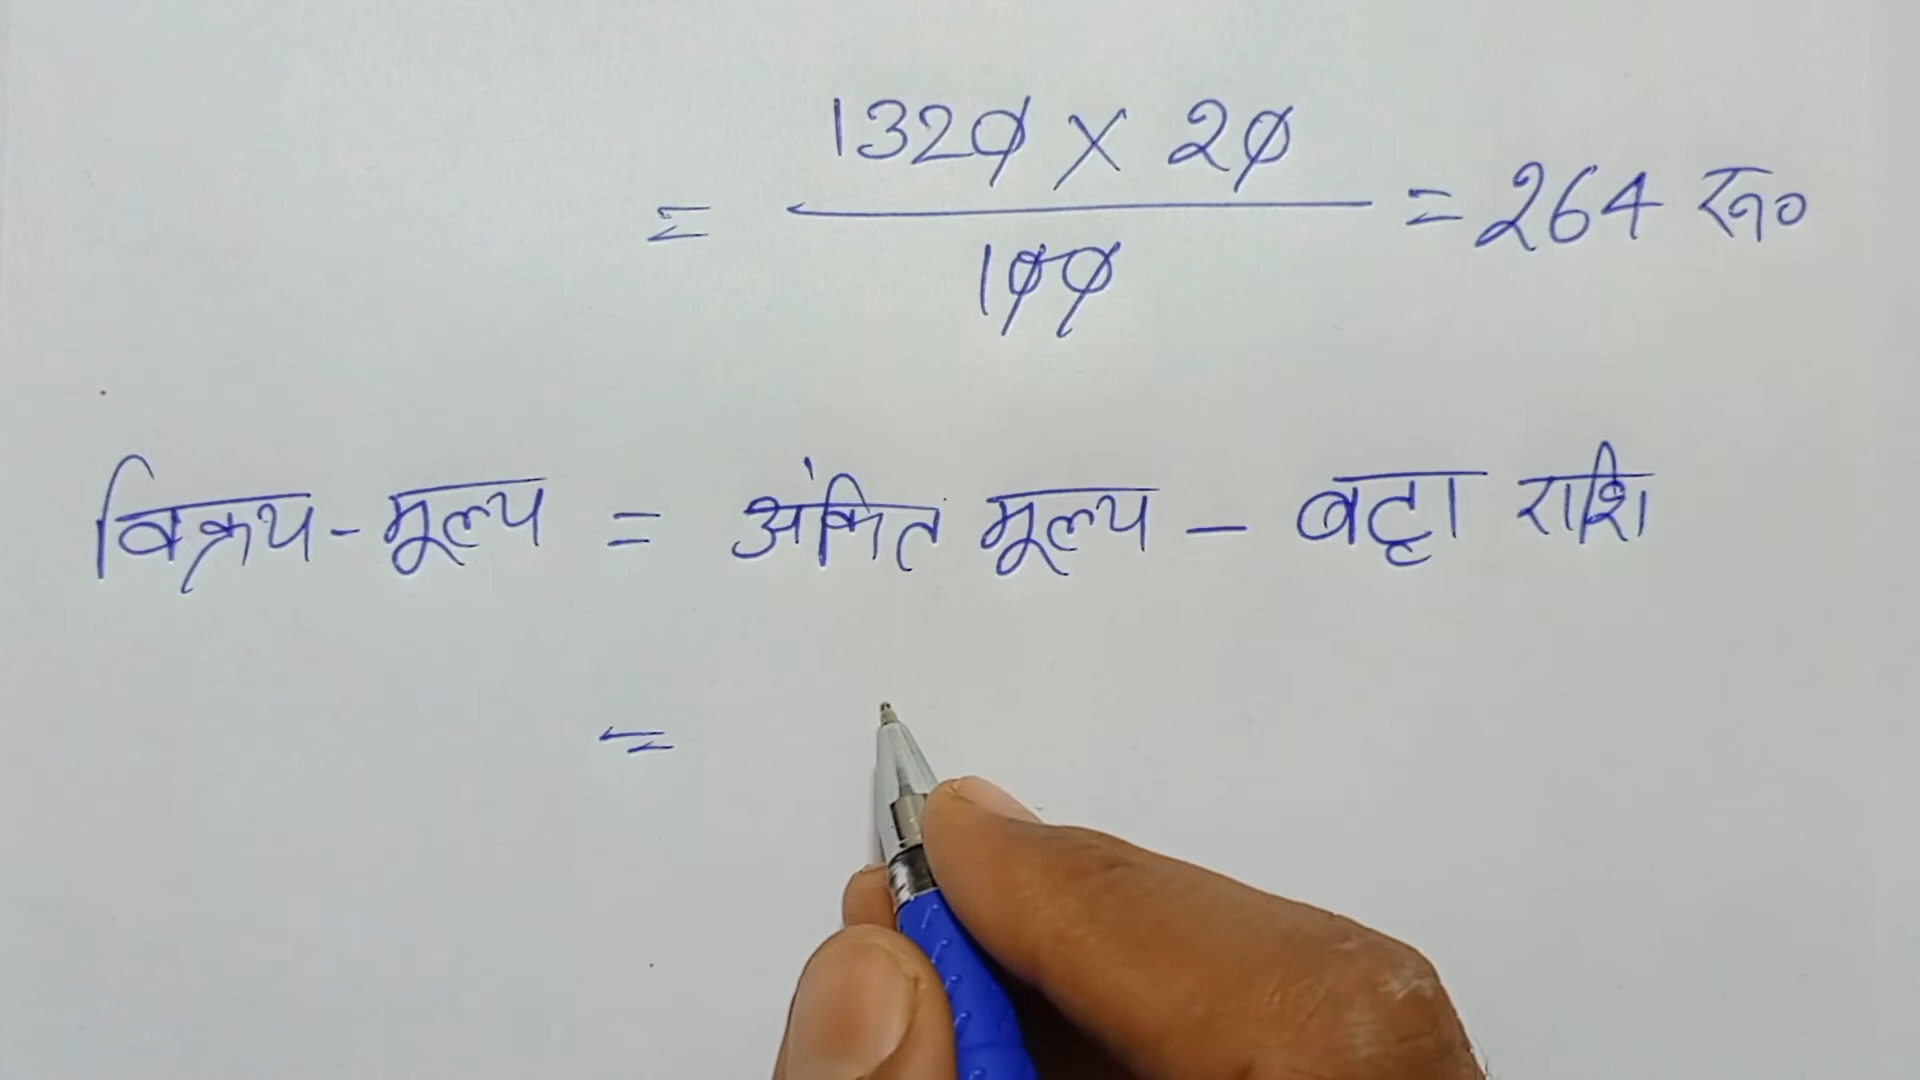 = 1320 × 20 / 100 = 264 रू०
विक्रय-मूल्य = अंकित मूल्य - बट्टा राशि
=